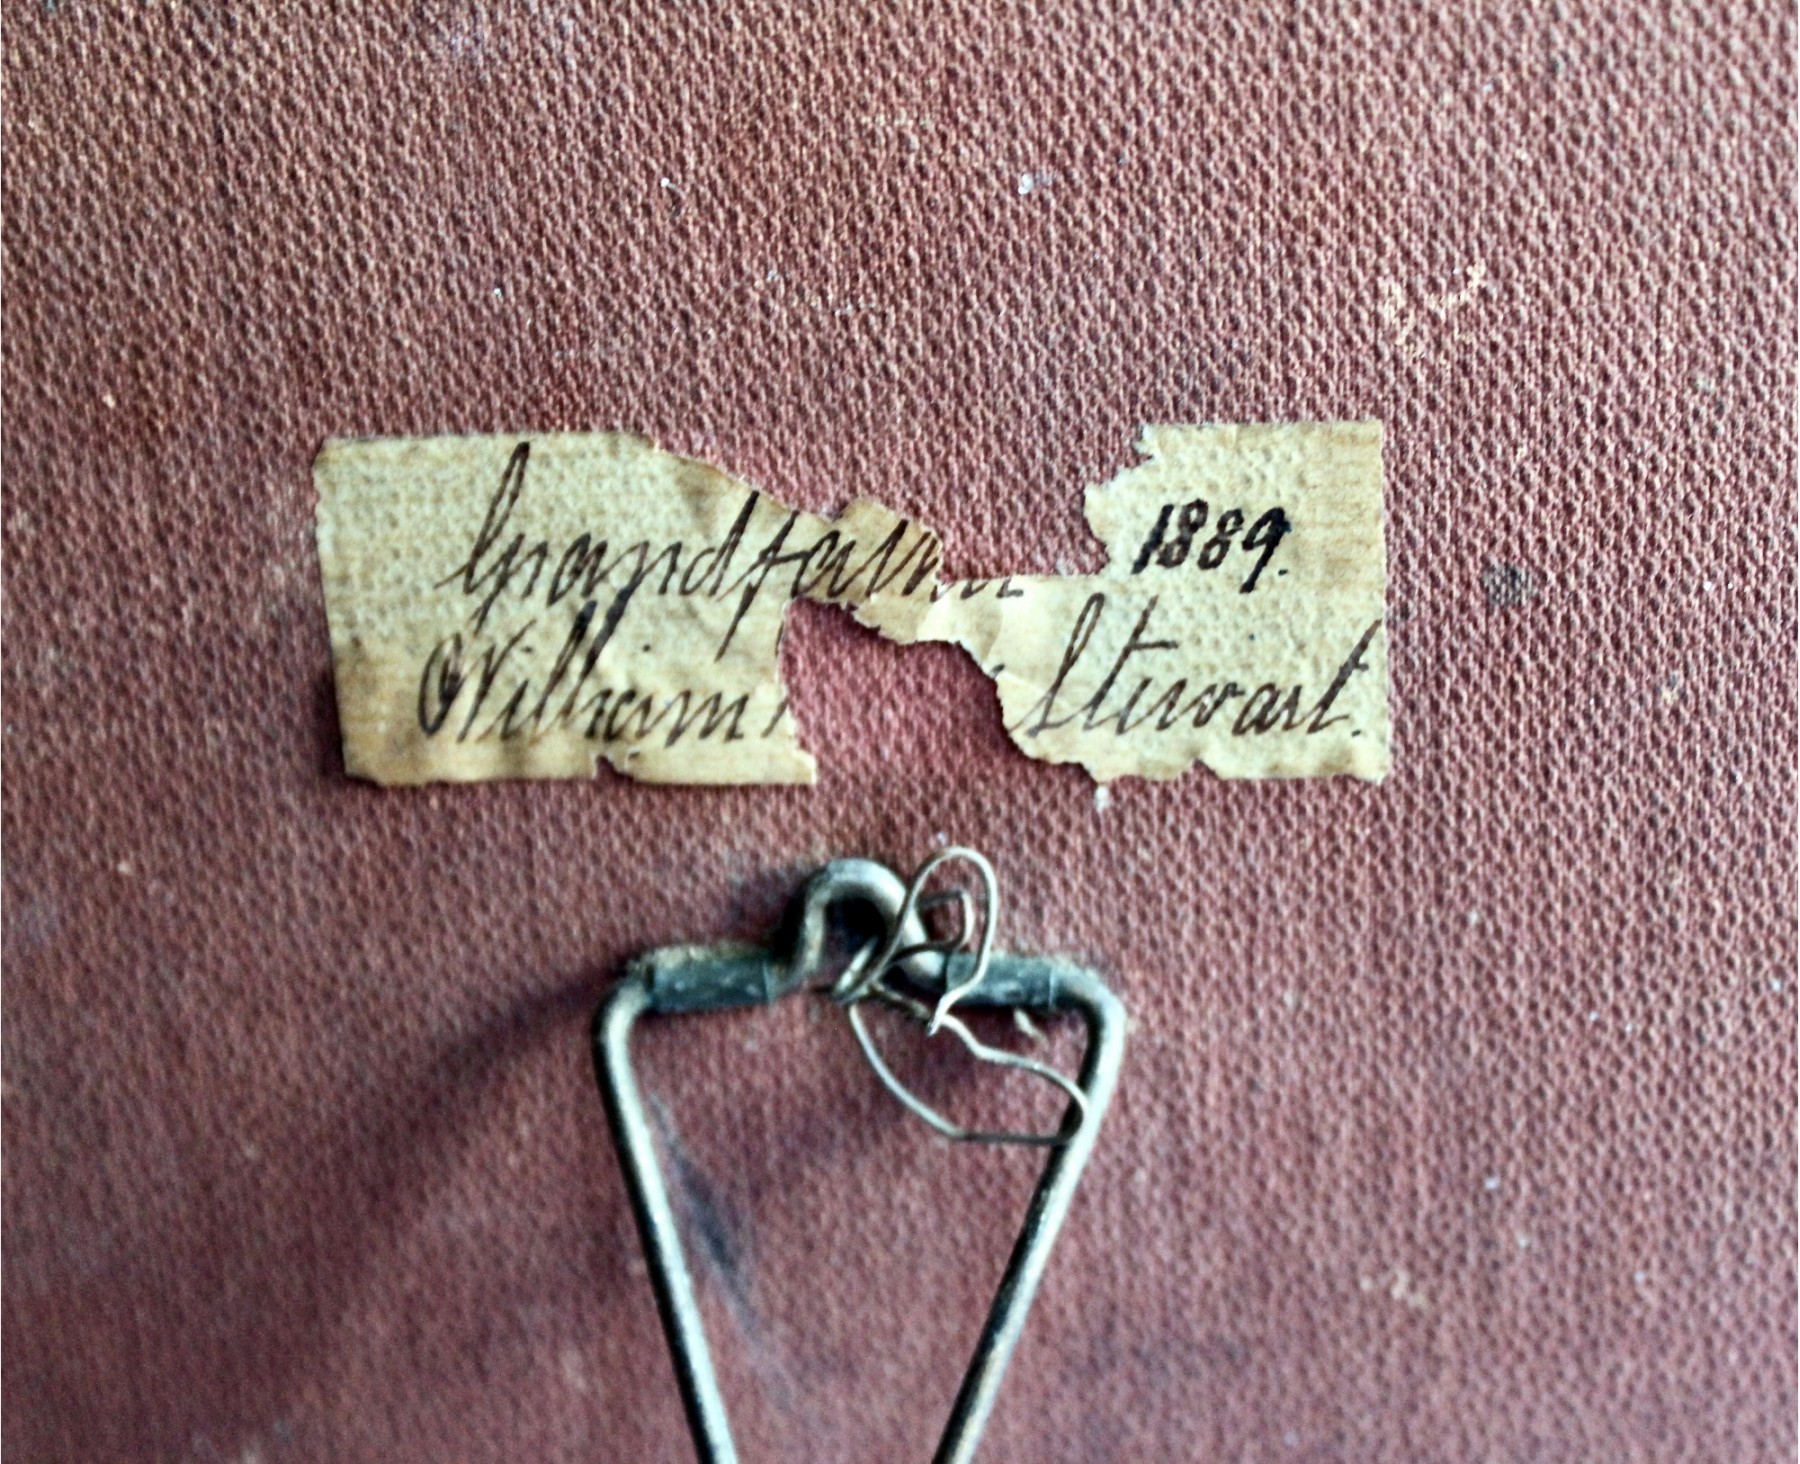 Grandfather 1889.
William Stewart.